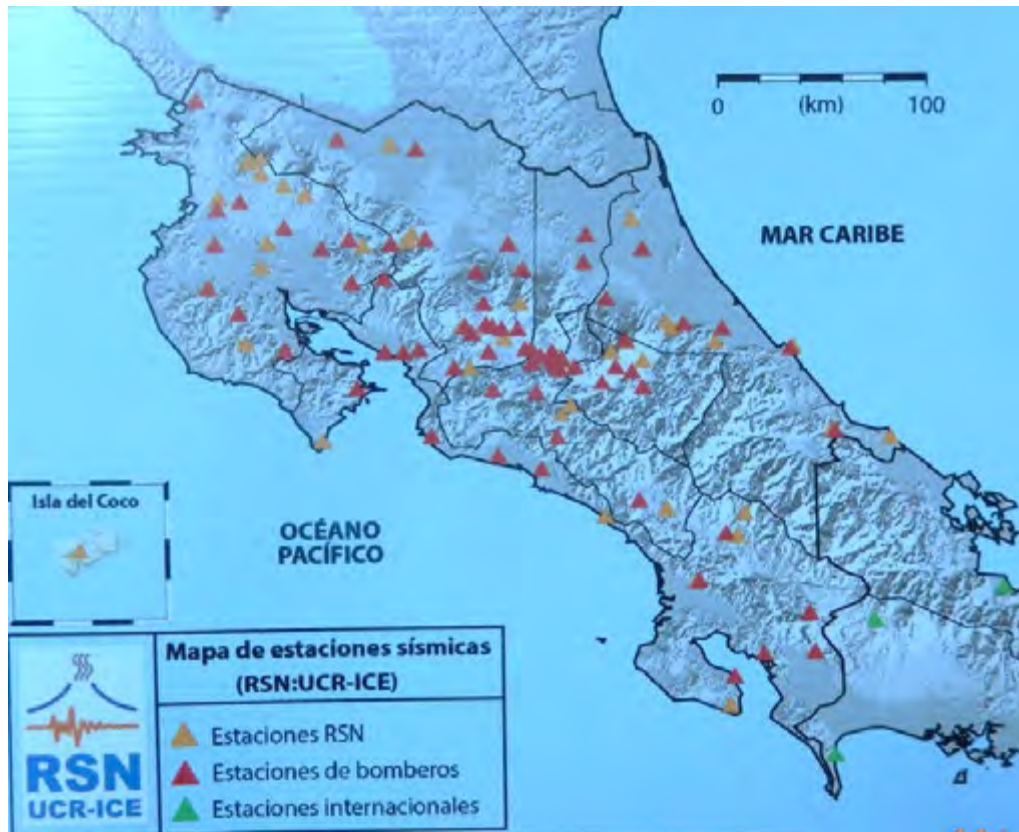 0 (km) 100
MAR CARIBE
Isla del Coco
OCÉANO
PACÍFICO
Mapa de estaciones sísmicas
(RSN:UCR-ICE)
RSN
UCR-ICE
Estaciones RSN
Estaciones de bomberos
Estaciones internacionales